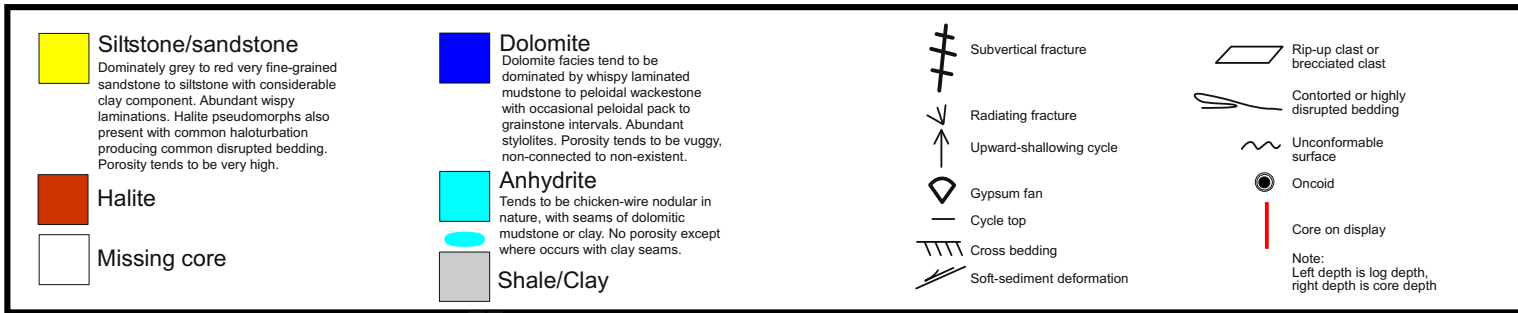 Siltstone/sandstone
Dominately grey to red very fine-grained
sandstone to siltstone with considerable
clay component. Abundant wispy
laminations. Halite pseudomorphs also
present with common haloturbation
producing common disrupted bedding.
Porosity tends to be very high.
Halite
Missing core
Dolomite
Dolomite facies tend to be
dominated by whispy laminated
mudstone to peloidal wackestone
with occasional peloidal pack to
grainstone intervals. Abundant
stylolites. Porosity tends to be vuggy,
non-connected to non-existent.
Anhydrite
Tends to be chicken-wire nodular in
nature, with seams of dolomitic
mudstone or clay. No porosity except
where occurs with clay seams.
Shale/Clay
Subvertical fracture
Radiating fracture
Upward-shallowing cycle
Gypsum fan
Cycle top
Cross bedding
Soft-sediment deformation
Rip-up clast or
brecciated clast
Contorted or highly
disrupted bedding
Unconformable
surface
Oncoid
Core on display
Note:
Left depth is log depth,
right depth is core depth